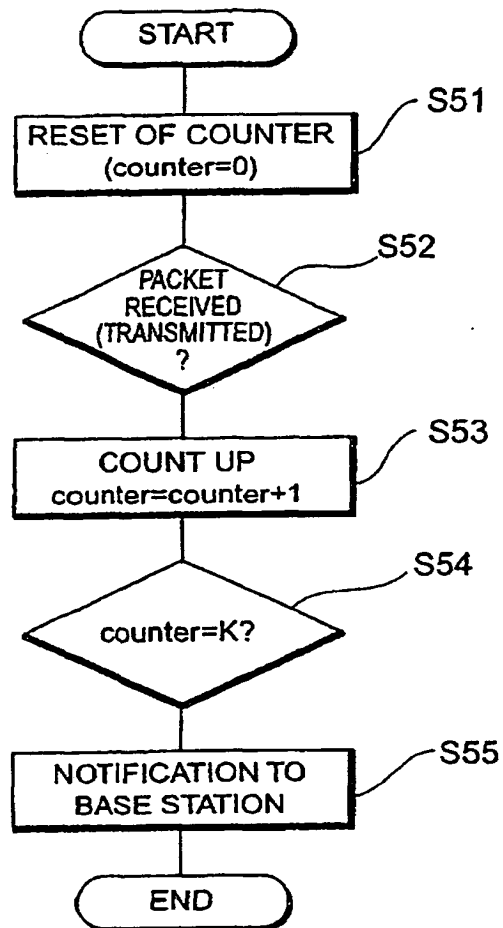 START
S51
RESET OF COUNTER
(counter=0)
S52
PACKET
RECEIVED
(TRANSMITTED)
?
S53
COUNT UP
counter=counter+1
S54
counter=K?
S55
NOTIFICATION TO
BASE STATION
END